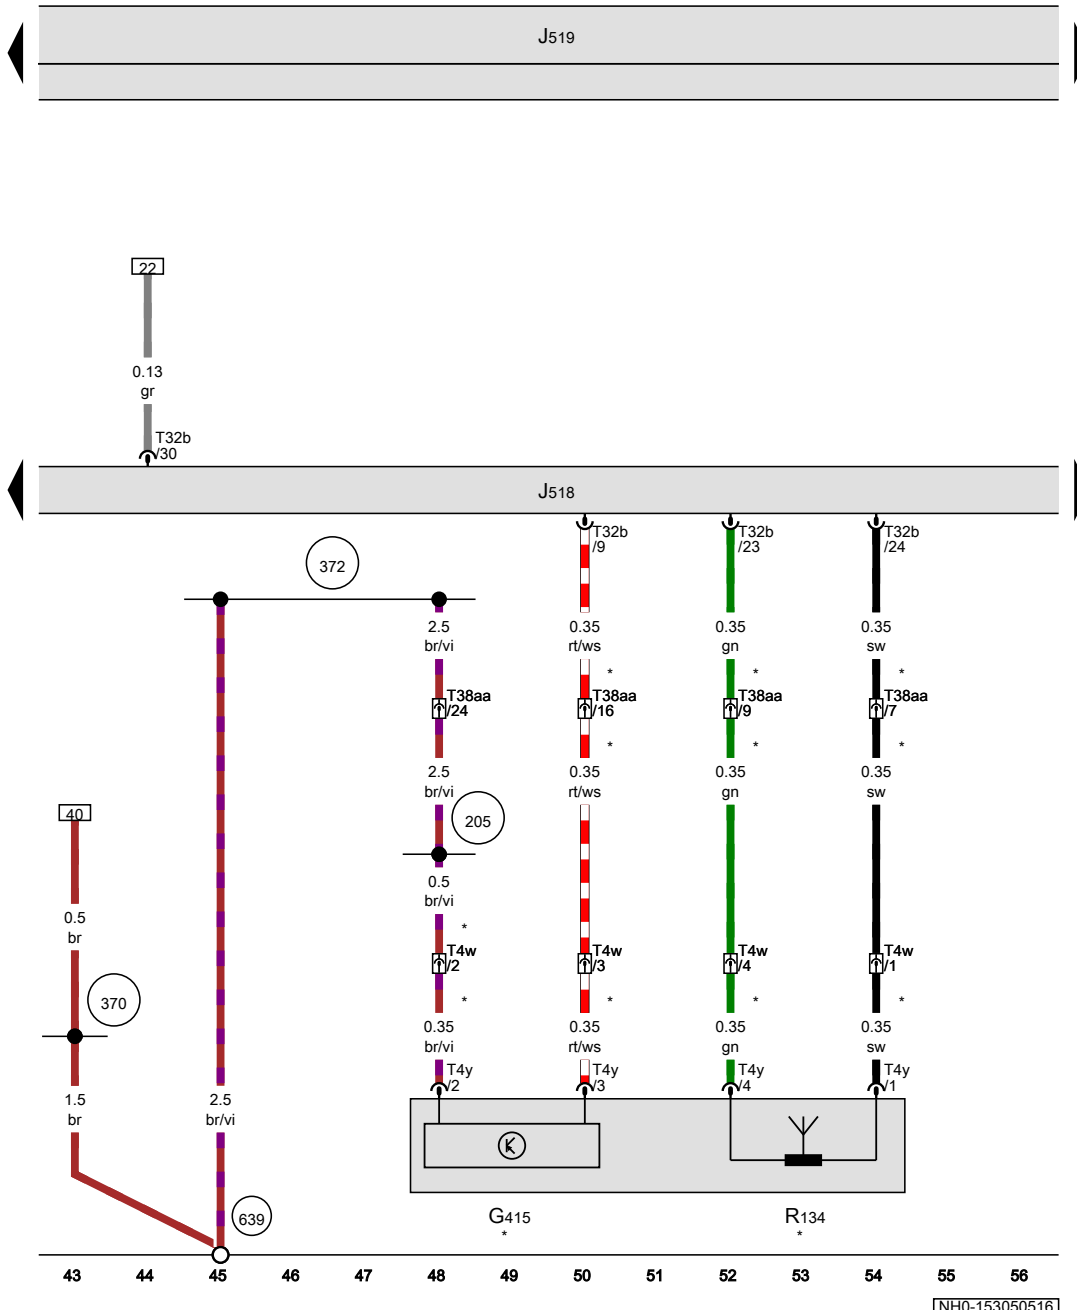 J519
22
0.13
gr
T32b
/30
J518
T32b
/9
T32b
/23
T32b
/24
372
2.5
br/vi
0.35
rt/ws
0.35
gn
0.35
sw
*
*
*
T38aa
/24
T38aa
/16
T38aa
/9
T38aa
/7
*
*
*
2.5
br/vi
0.35
rt/ws
0.35
gn
0.35
sw
40
205
0.5
br/vi
0.5
br
*
T4w
/2
T4w
/3
T4w
/4
T4w
/1
370
*
*
*
*
0.35
br/vi
0.35
rt/ws
0.35
gn
0.35
sw
T4y
/2
T4y
/3
T4y
/4
T4y
/1
1.5
br
2.5
br/vi
639
G415
*
R134
*
43 44 45 46 47 48 49 50 51 52 53 54 55 56
NH0-153050516